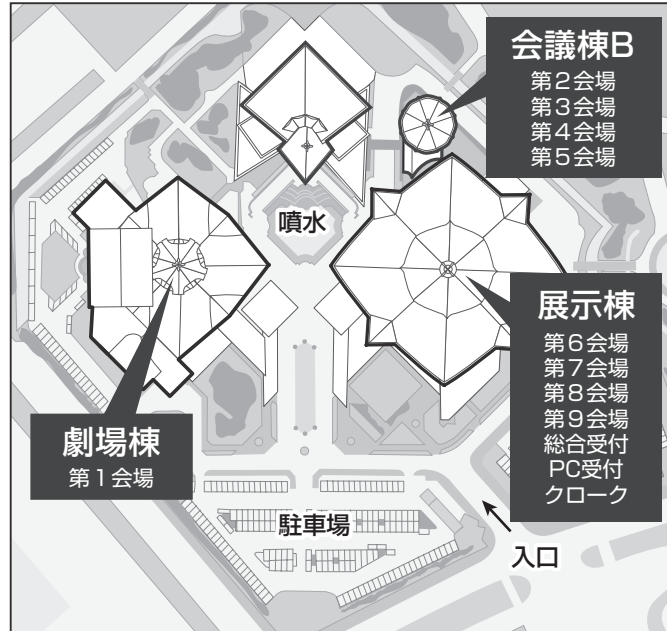 会議棟B
第2会場
第3会場
第4会場
第5会場
噴水
展示棟
第6会場
第7会場
第8会場
第9会場
総合受付
PC受付
クローク
劇場棟
第1会場
駐車場
入口